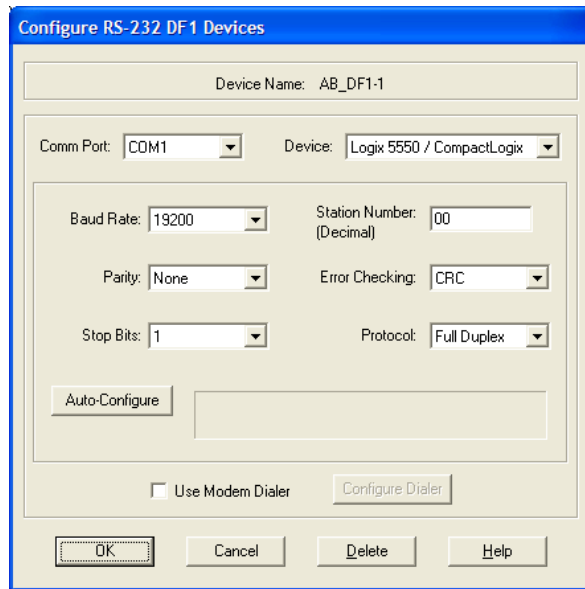 Configure RS-232 DF1 Devices
Device Name: AB_DF1-1
Comm Port: COM1 Device: Logix 5550 / CompactLogix
Baud Rate: 19200 Station Number: 00
(Decimal)
Parity: None Error Checking: CRC
Stop Bits: 1 Protocol: Full Duplex
Auto-Configure
Use Modem Dialer Configure Dialer
OK Cancel Delete Help